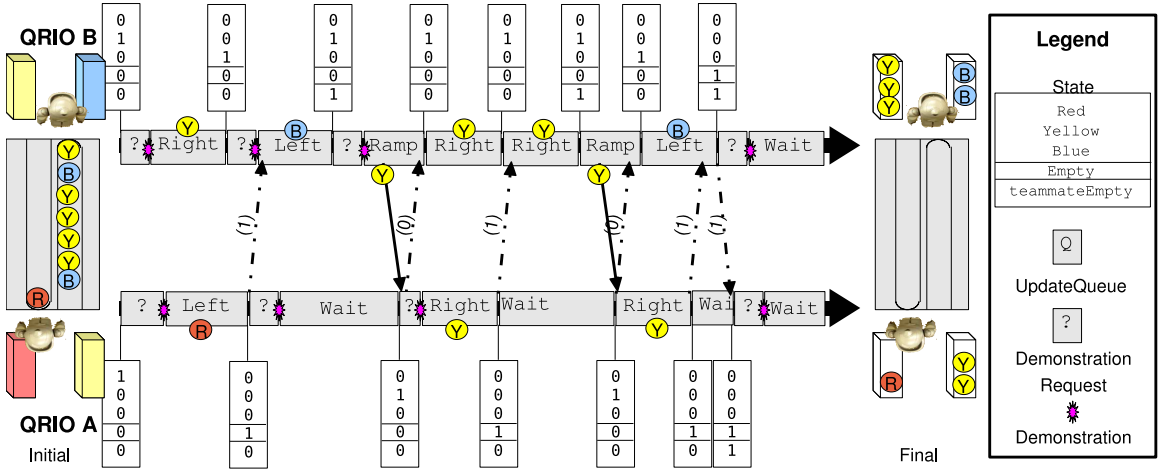 QRIO B
0 0 0 0 0 0 0 0
1 0 0 1 1 1 0 0
0 1 0 0 0 0 1 0
0 0 0 0 0 0 0 1
0 0 1 0 0 1 0 1
Y Y Y
B B
Y B Y Y Y Y B
Y B Y Y B
? Right ? Left ? Ramp Right Right Ramp Left ? Wait
Y Y
(1) (0) (1) (0) (1) (1)
R
? Left ? Wait ? Right Wait Right Wai ? Wait
R Y Y
1 0 0 0 0 0 0
0 0 1 0 1 0 0
0 0 0 0 0 0 0
0 1 0 1 0 1 1
0 0 0 0 0 0 1
R
Y Y
QRIO A
Initial
Final
Legend
State
Red
Yellow
Blue
Empty
teammateEmpty
Q
UpdateQueue
?
Demonstration
Request
Demonstration